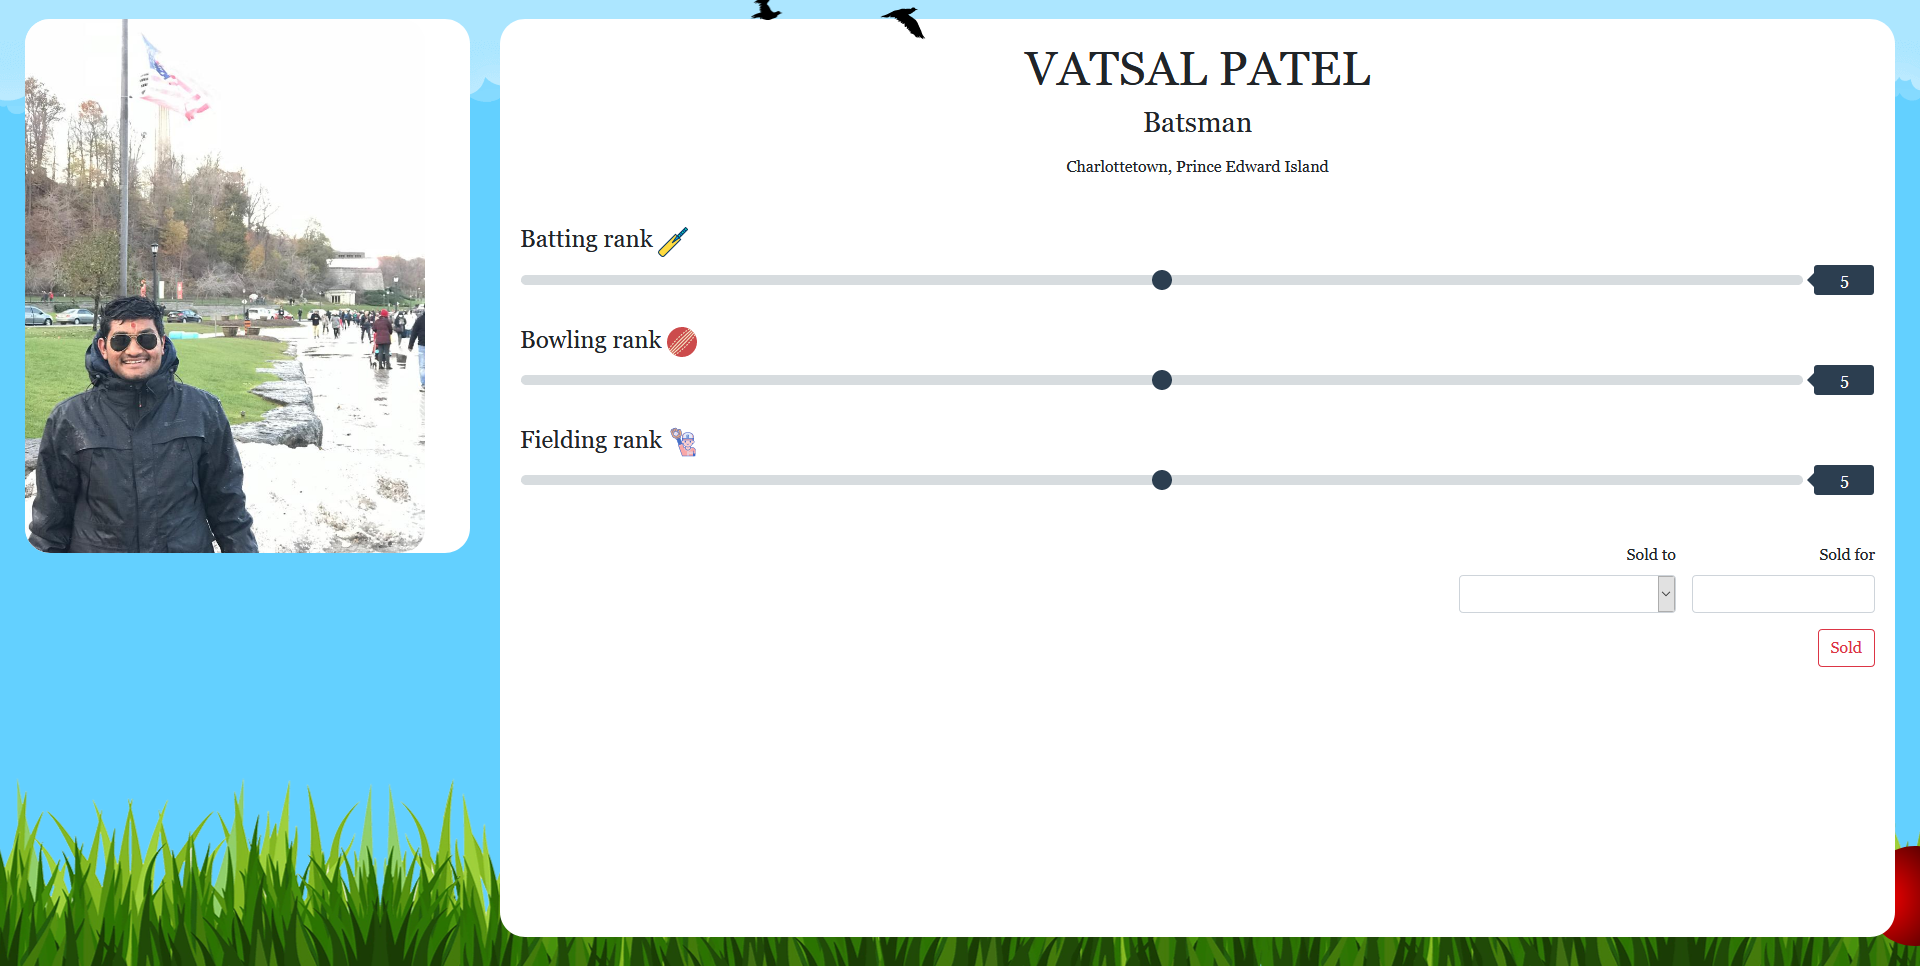 VATSAL PATEL
Batsman
Charlottetown, Prince Edward Island
Batting rank
5
Bowling rank
5
Fielding rank
5
Sold to
Sold for
Sold